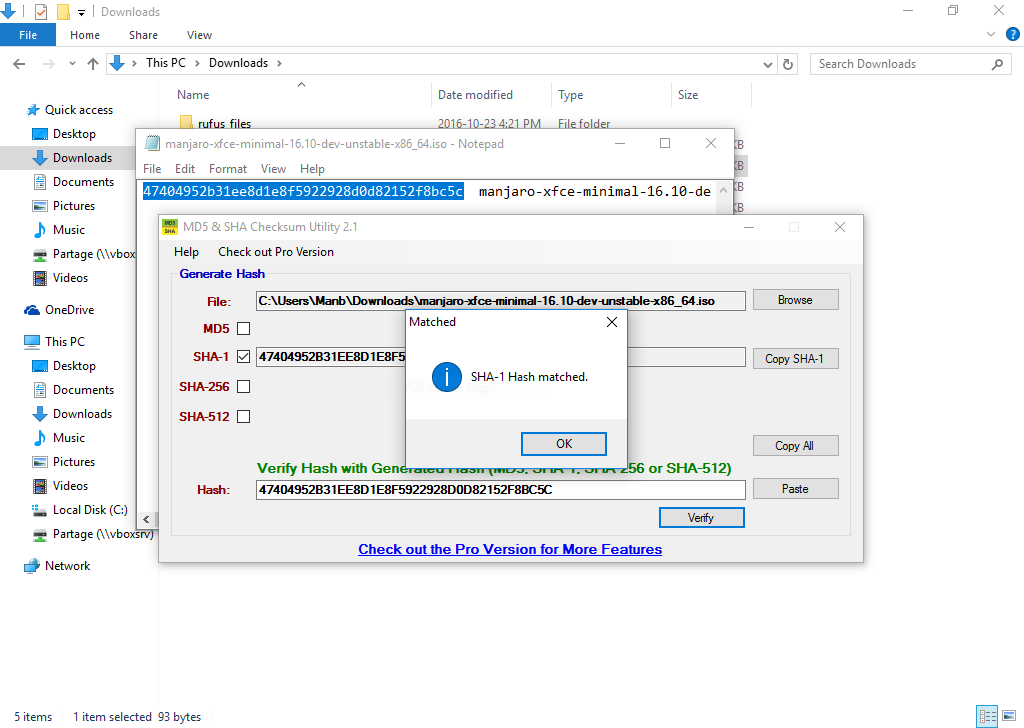 Downloads
File Home Share View
This PC Downloads Search Downloads
Name Date modified Type Size
rufus_files 2016-10-23 4:21 PM File folder
Quick access
Desktop
Downloads
Documents
Pictures
Music
Partage (\\vbox
Videos
OneDrive
This PC
Desktop
Documents
Downloads
Music
Pictures
Videos
Local Disk (C:)
Partage (\\vboxsrv)
Network
KB
KB
KB
KB
manjaro-xfce-minimal-16.10-dev-unstable-x86_64.iso - Notepad
File Edit Format View Help
47404952b31ee8d1e8f5922928d0d82152f8bc5c manjaro-xfce-minimal-16.10-de
MD5 & SHA Checksum Utility 2.1
Help Check out Pro Version
Generate Hash
File: C:\Users\Manb\Downloads\manjaro-xfce-minimal-16.10-dev-unstable-x86_64.iso Browse
MD5
SHA-1 47404952B31EE8D1E8F5 Copy SHA-1
SHA-256
SHA-512
Copy All
Matched
SHA-1 Hash matched.
OK
Verify Hash with Generated Hash (MD5, SHA-1, SHA-256 or SHA-512)
Hash: 47404952B31EE8D1E8F5922928D0D82152F8BC5C Paste
Verify
Check out the Pro Version for More Features
5 items 1 item selected 93 bytes